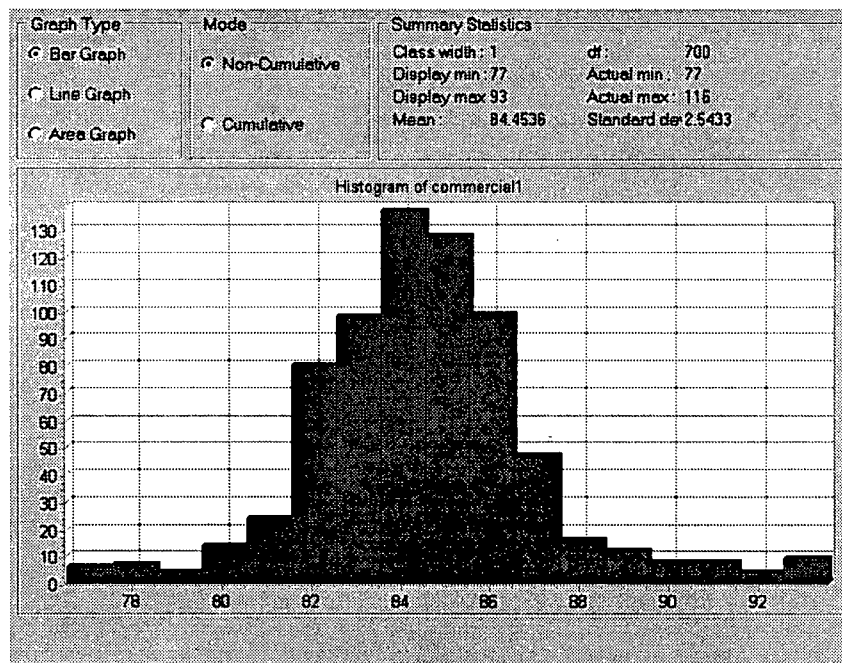 Graph Type
Bar Graph
Line Graph
Area Graph
Mode
Non-Cumulative
Cumulative
Summary Statistics
Class width : 1 df : 700
Display min : 77 Actual min : 77
Display max 93 Actual max : 116
Mean : 84.4536 Standard de 2.5433
Histogram of commercial1
130
120
110
100
90
80
70
60
50
40
30
20
10
0
78 80 82 84 86 88 90 92